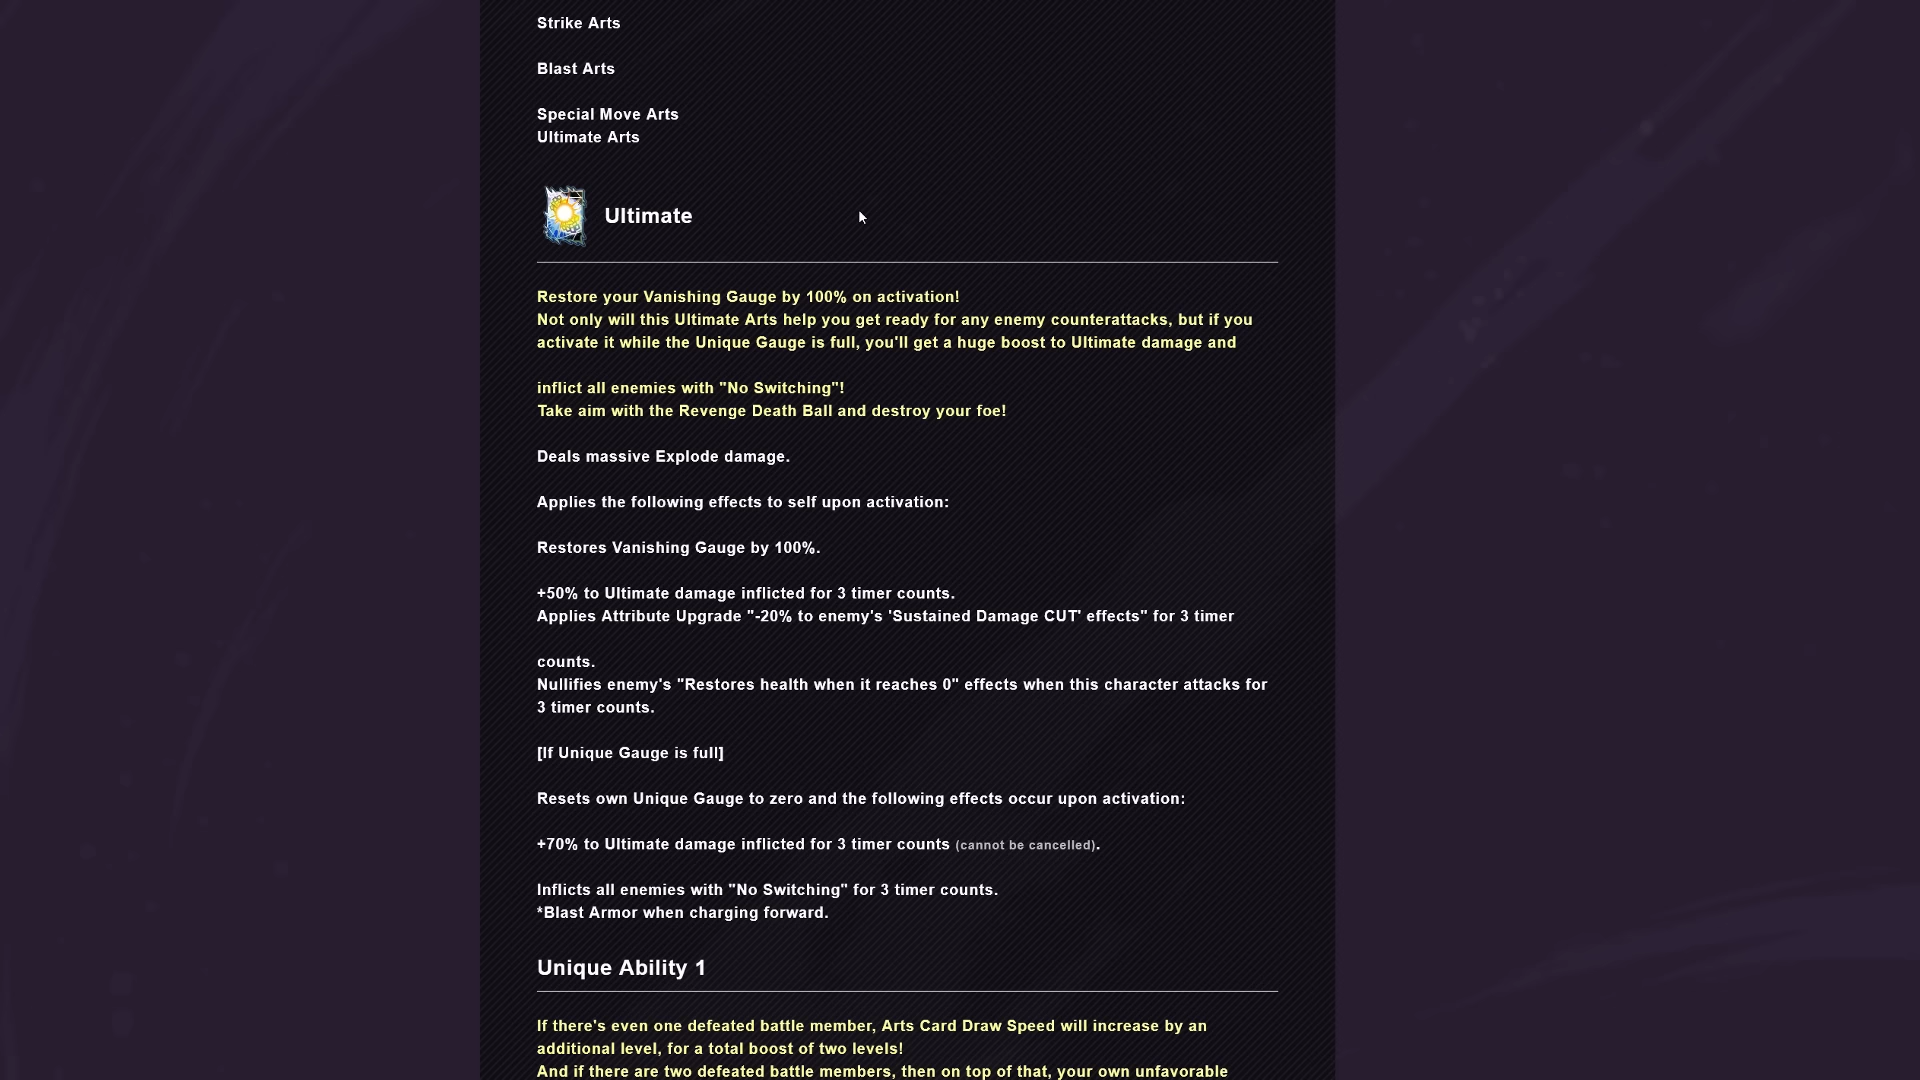 Strike Arts
Blast Arts
Special Move Arts
Ultimate Arts
Ultimate
Restore your Vanishing Gauge by 100% on activation!
Not only will this Ultimate Arts help you get ready for any enemy counterattacks, but if you
activate it while the Unique Gauge is full, you'll get a huge boost to Ultimate damage and
inflict all enemies with "No Switching"!
Take aim with the Revenge Death Ball and destroy your foe!
Deals massive Explode damage.
Applies the following effects to self upon activation:
Restores Vanishing Gauge by 100%.
+50% to Ultimate damage inflicted for 3 timer counts.
Applies Attribute Upgrade "-20% to enemy's 'Sustained Damage CUT' effects" for 3 timer
counts.
Nullifies enemy's "Restores health when it reaches 0" effects when this character attacks for
3 timer counts.
[If Unique Gauge is full]
Resets own Unique Gauge to zero and the following effects occur upon activation:
+70% to Ultimate damage inflicted for 3 timer counts (cannot be cancelled).
Inflicts all enemies with "No Switching" for 3 timer counts.
*Blast Armor when charging forward.
Unique Ability 1
If there's even one defeated battle member, Arts Card Draw Speed will increase by an
additional level, for a total boost of two levels!
And if there are two defeated battle members, then on top of that, your own unfavorable